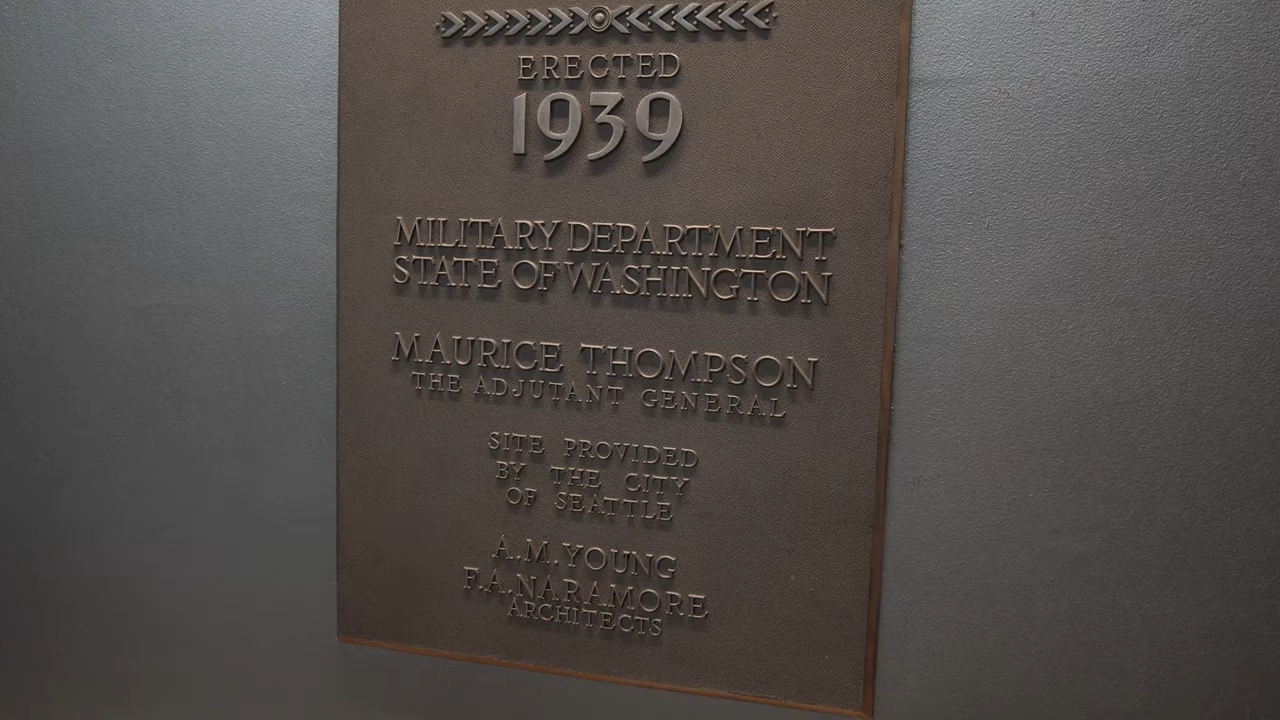 ERECTED
1939
MILITARY DEPARTMENT
STATE OF WASHINGTON
MAURICE THOMPSON
THE ADJUTANT GENERAL
SITE PROVIDED
BY THE CITY
OF SEATTLE
A.M. YOUNG
F.A. NARAMORE
ARCHITECTS